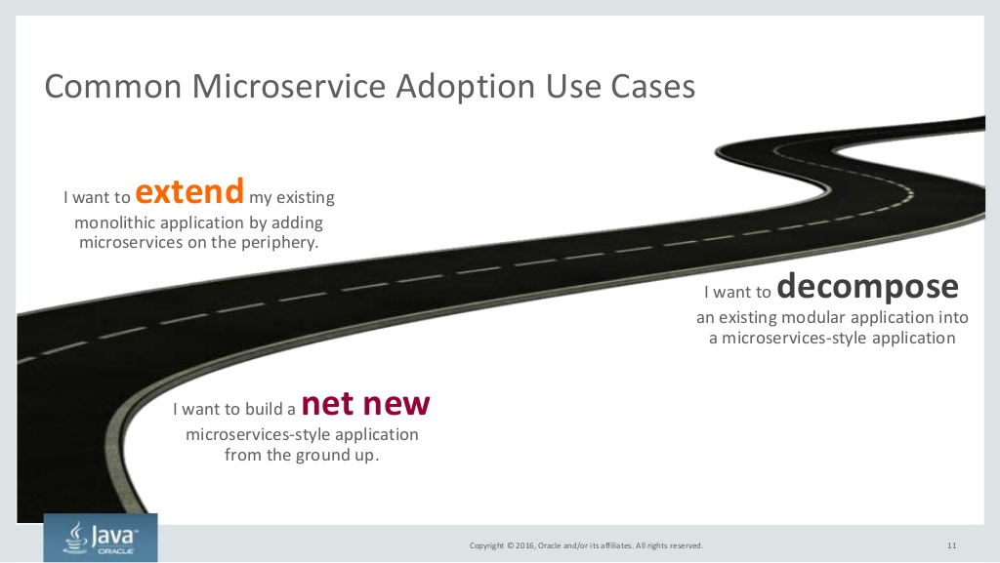 Common Microservice Adoption Use Cases
I want to extend my existing
monolithic application by adding
microservices on the periphery.
I want to decompose
an existing modular application into
a microservices-style application
I want to build a net new
microservices-style application
from the ground up.
Java™
ORACLE
Copyright © 2016, Oracle and/or its affiliates. All rights reserved.
11